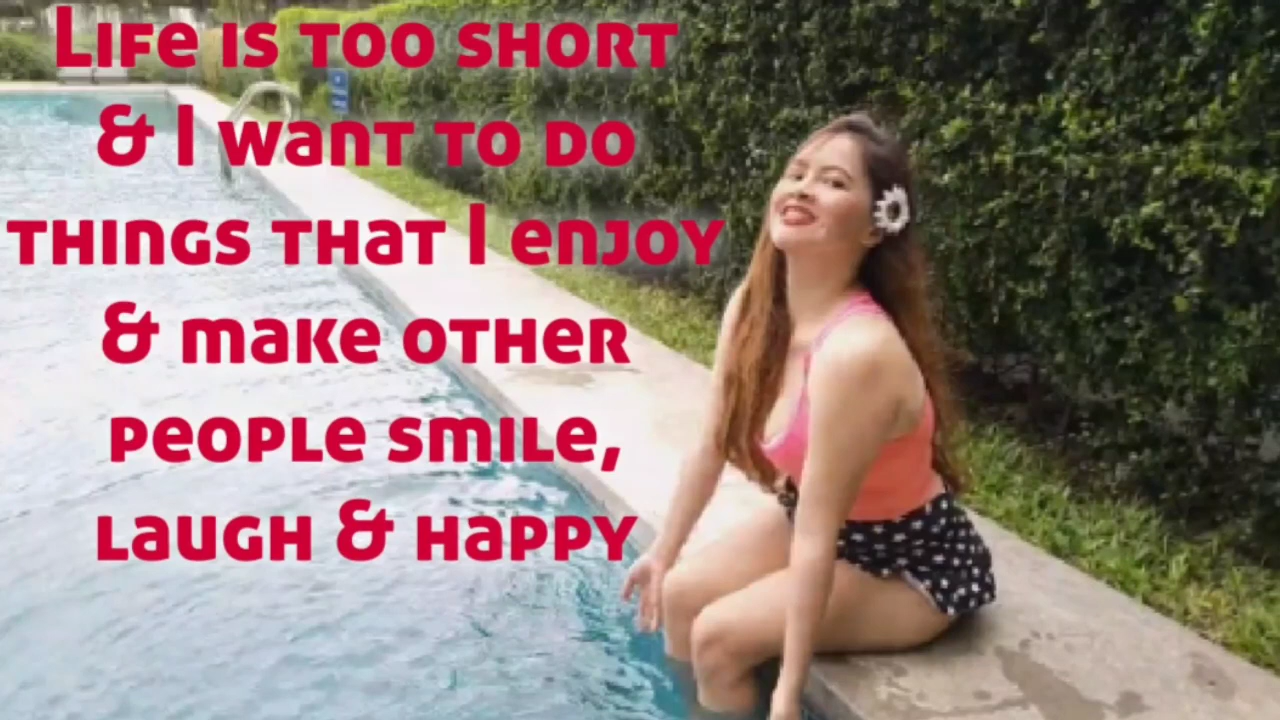 Life is too short
& I want to do
things that I enjoy
& make other
people smile,
laugh & happy